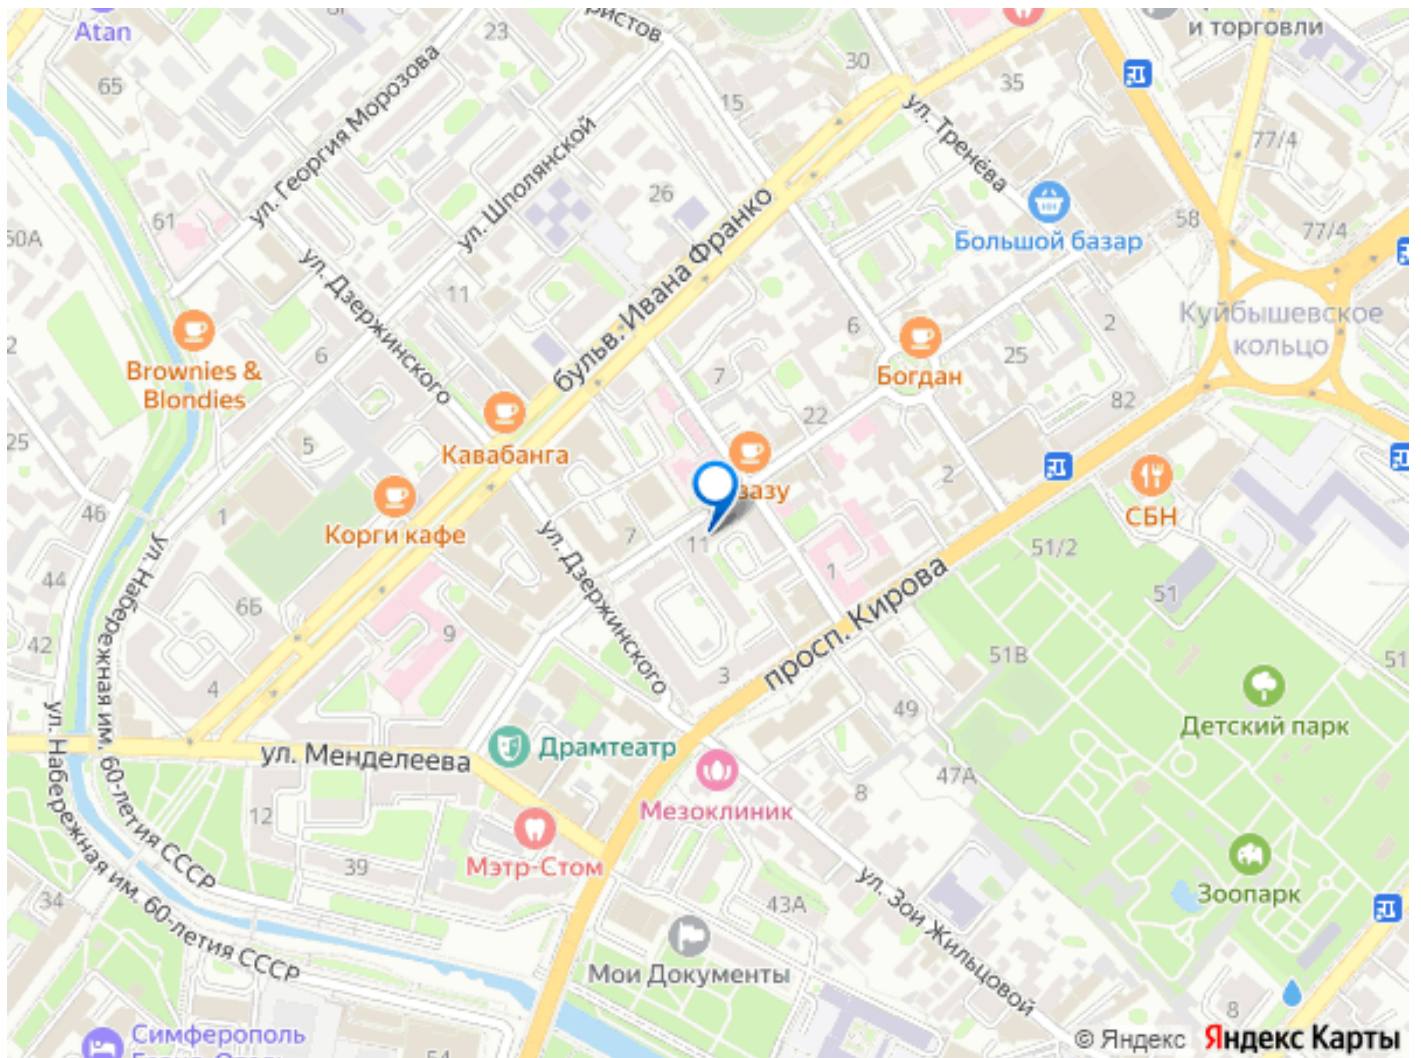 Atan
23
ристов
и торговли
30
35
65
15
ул. Георгия Морозова
ул. Шполянской
ул. Тренёва
77/4
26
61
58
77/4
50А
Большой базар
ул. Дзержинского
11
бульв. Ивана Франко
6
2
Куйбышевское
кольцо
2
6
25
Brownies &
Blondies
7
Богдан
22
82
25
5
Кавабанга
2
46
1
Корги кафе
зазу
СБН
7
11
ул. Дзержинского
51/2
ул. Набережная им. 60-летия СССР
44
1
51
6Б
9
просп. Кирова
42
51В
51
3
4
49
Детский парк
ул. Менделеева
Драмтеатр
47А
ул. Набережная им. 60-летия СССР
12
Мезоклиник
8
39
Мэтр-Стом
34
43А
ул. Зои Жильцовой
Зоопарк
Мои Документы
8
Симферополь
54
© Яндекс Яндекс Карты